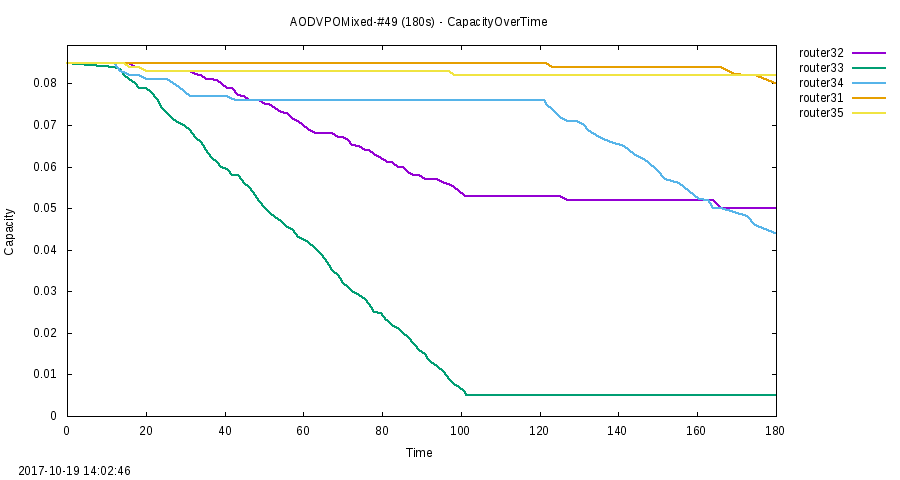 AODVPOMixed-#49 (180s) - CapacityOverTime
router32
router33
router34
router31
router35
0.08
0.07
0.06
0.05
0.04
0.03
0.02
0.01
0
Capacity
0 20 40 60 80 100 120 140 160 180
Time
2017-10-19 14:02:46